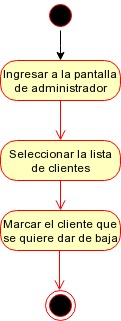 Ingresar a la pantalla
de administrador
Seleccionar la lista
de clientes
Marcar el cliente que
se quiere dar de baja